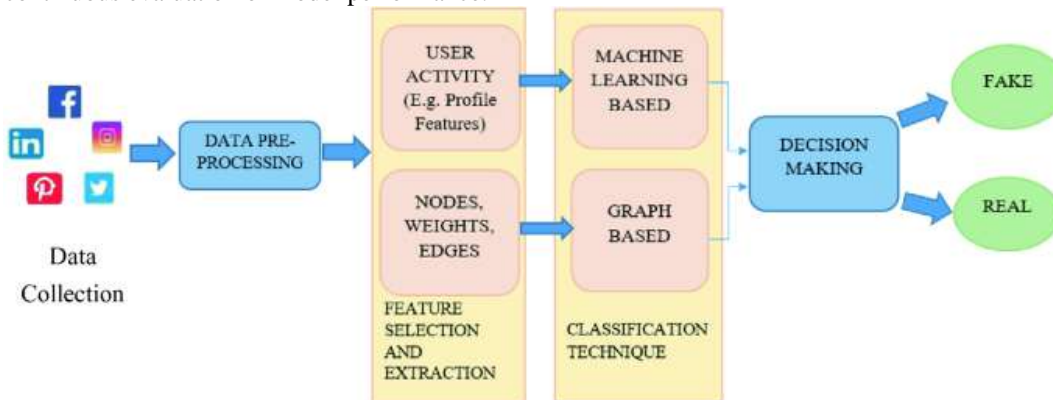 Data
Collection
DATA PRE-
PROCESSING
USER
ACTIVITY
(E.g. Profile
Features)
NODES,
WEIGHTS,
EDGES
FEATURE
SELECTION
AND
EXTRACTION
MACHINE
LEARNING
BASED
GRAPH
BASED
CLASSIFICATION
TECHNIQUE
DECISION
MAKING
FAKE
REAL